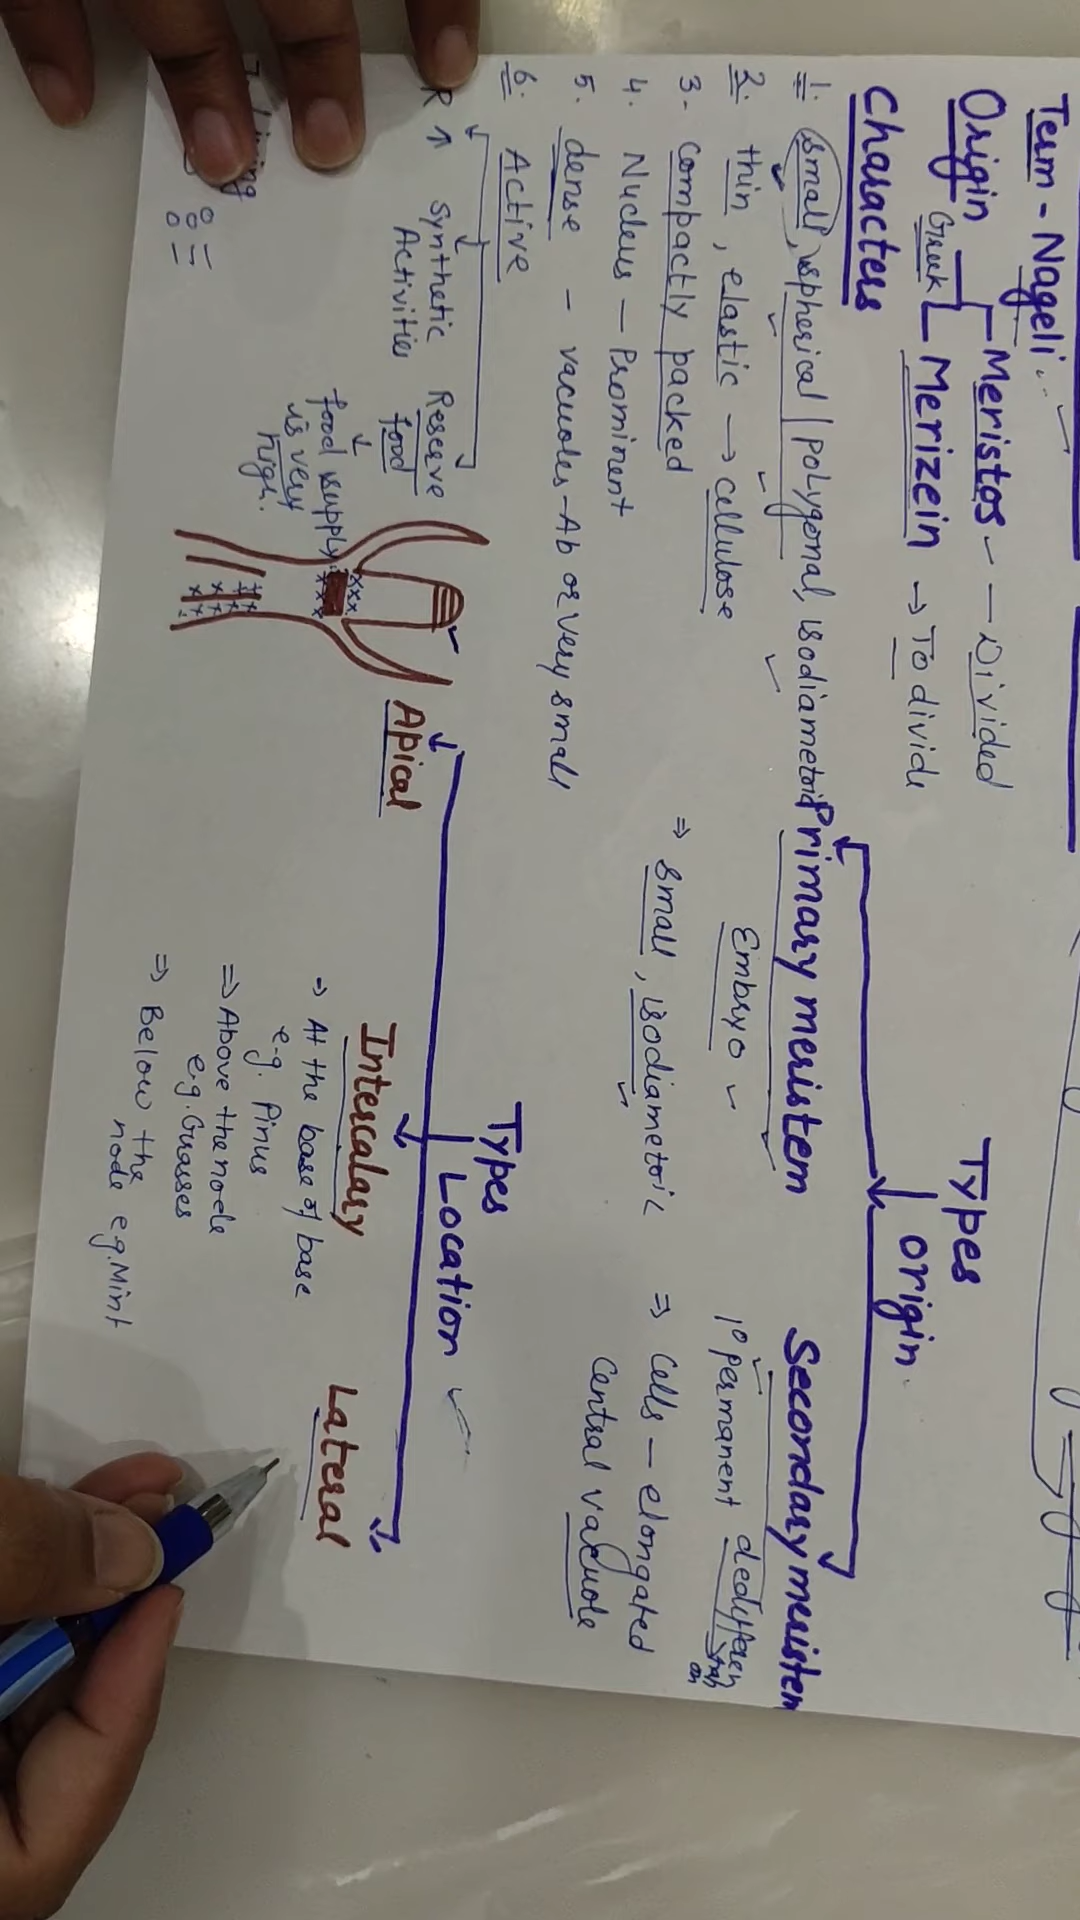 Term - Nageli
Origin
Greek
Meristos - Divided
Merizein → To divide
Characters
1. small, spherical | polygonal, isodiametric
2. thin, elastic → cellulose
3. compactly packed
4. Nucleus - Prominent
5. dense - vacuoles - Ab or very small
6. Active
R ↑ Synthetic Activities
Reserve food
food supply
is very
high.
Types
origin
Primary meristem
Embryo
⇒ small, isodiametric
Secondary meristem
1° permanent
⇒ Cells - elongated
Central vacuole
Types
Location
Apical
Intercalary
→ At the base of base
e.g. Pinus
⇒ Above the node
e.g. Grasses
⇒ Below the
node e.g. Mint
Lateral